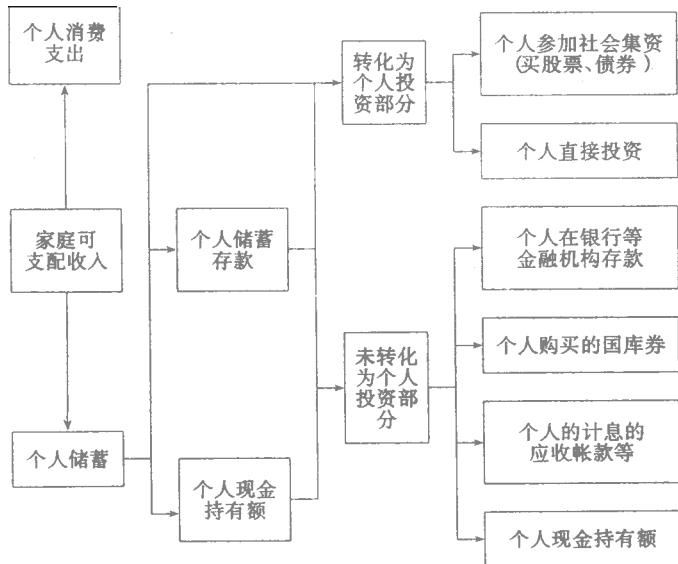 个人消费
支出
家庭可
支配收入
个人储蓄
个人储蓄
存款
个人现金
持有额
转化为
个人投
资部分
未转化
为个人
投资部
分
个人参加社会集资
(买股票、债券)
个人直接投资
个人在银行等
金融机构存款
个人购买的国库券
个人的计息的
应收帐款等
个人现金持有额